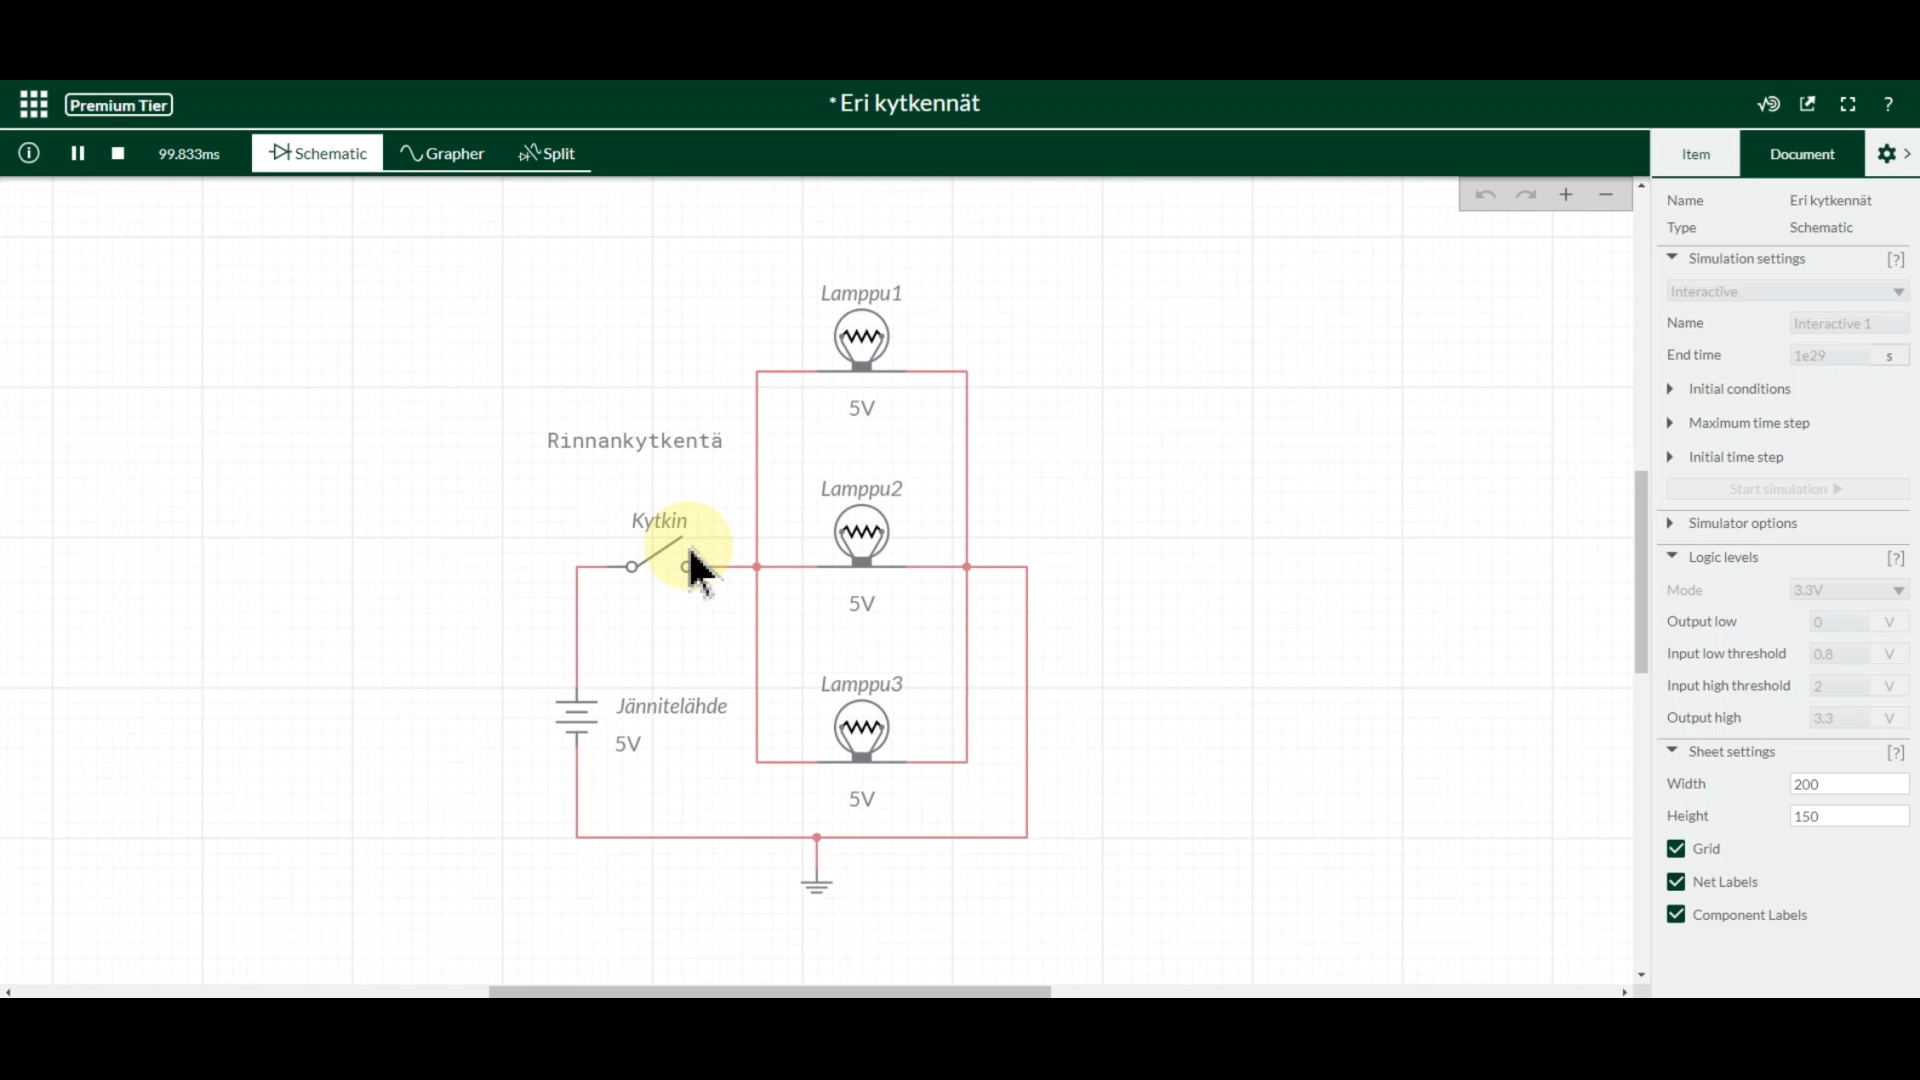 Premium Tier
* Eri kytkennät
?
99.833ms
Schematic
Grapher
Split
Item
Document
Lamppu1
5V
Rinnankytkentä
Lamppu2
5V
Kytkin
Lamppu3
5V
Jännitelähde
5V
Name Eri kytkennät
Type Schematic
Simulation settings [?]
Interactive
Name Interactive 1
End time 1e29 s
Initial conditions
Maximum time step
Initial time step
Start simulation
Simulator options
Logic levels [?]
Mode 3.3V
Output low 0 V
Input low threshold 0.8 V
Input high threshold 2 V
Output high 3.3 V
Sheet settings [?]
Width 200
Height 150
Grid
Net Labels
Component Labels